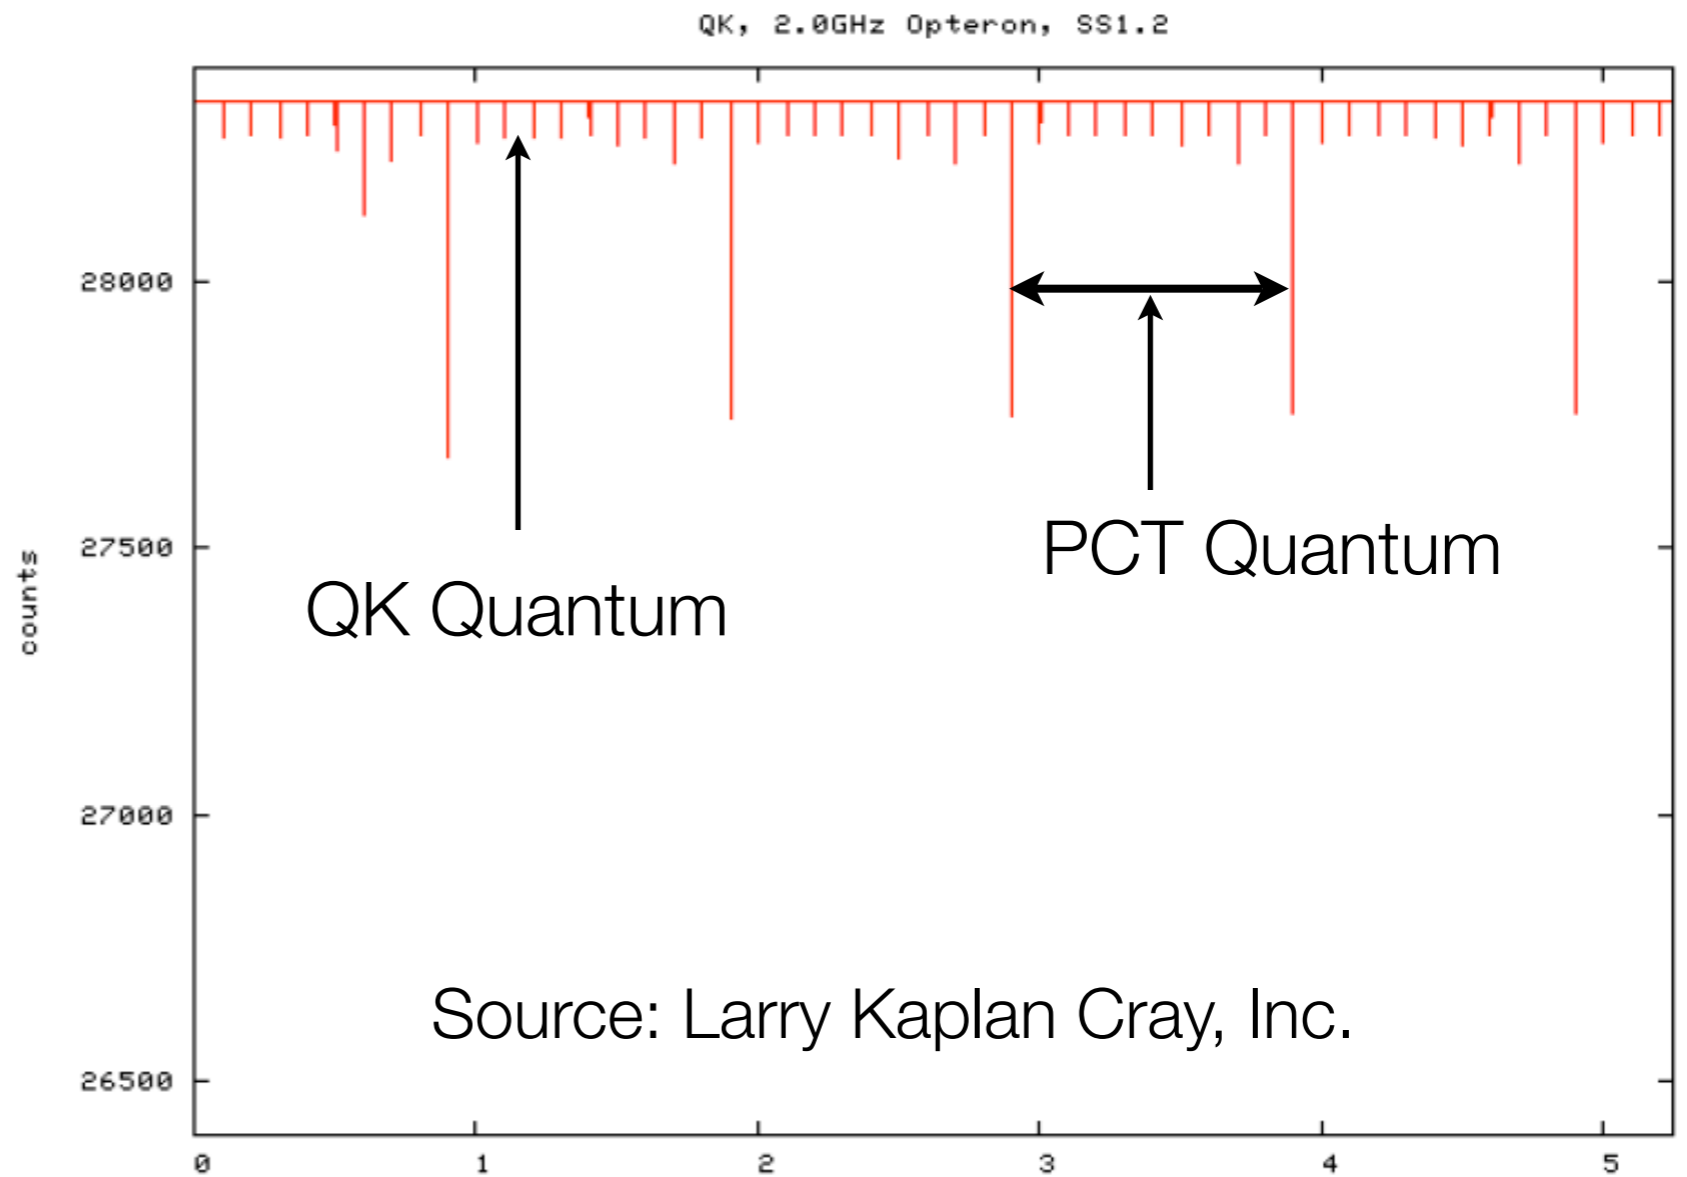 QK, 2.0GHz Opteron, SS1.2
28000
27500
27000
26500
counts
QK Quantum
PCT Quantum
Source: Larry Kaplan Cray, Inc.
0 1 2 3 4 5